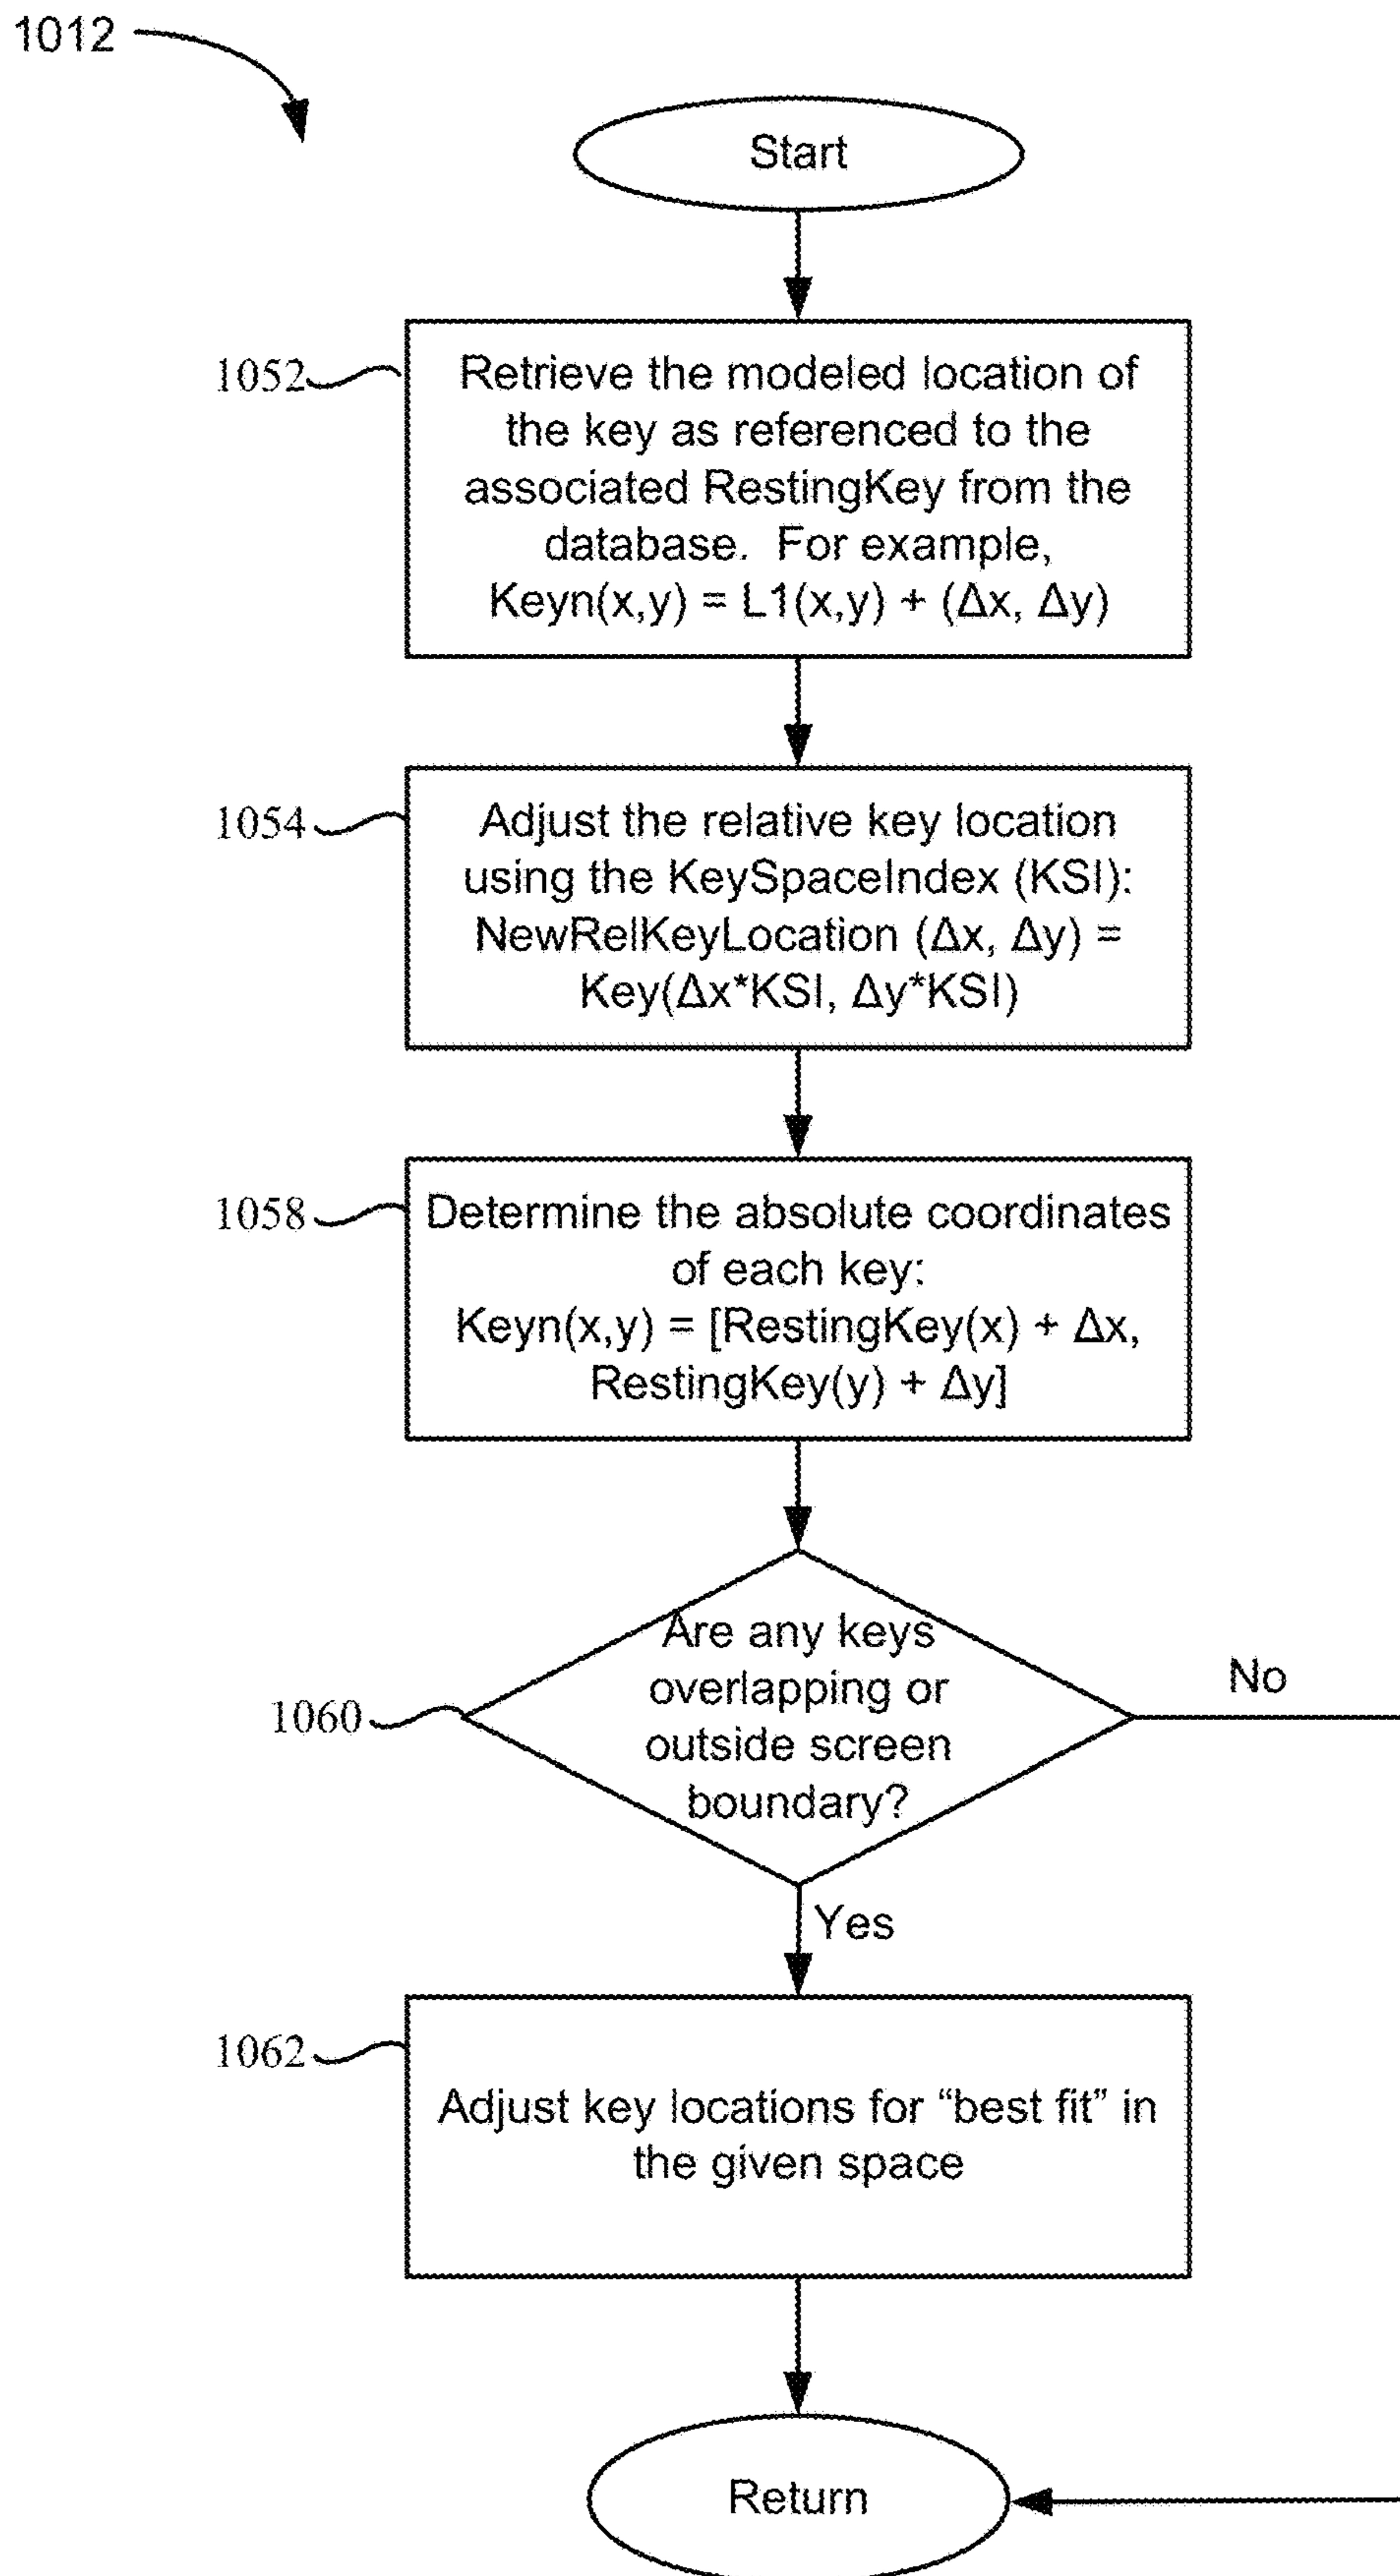 1012
Start
1052
Retrieve the modeled location of
the key as referenced to the
associated RestingKey from the
database. For example,
Keyn(x,y) = L1(x,y) + (Δx, Δy)
1054
Adjust the relative key location
using the KeySpaceIndex (KSI):
NewRelKeyLocation (Δx, Δy) =
Key(Δx*KSI, Δy*KSI)
1058
Determine the absolute coordinates
of each key:
Keyn(x,y) = [RestingKey(x) + Δx,
RestingKey(y) + Δy]
1060
Are any keys
overlapping or
outside screen
boundary?
No
Yes
1062
Adjust key locations for “best fit” in
the given space
Return